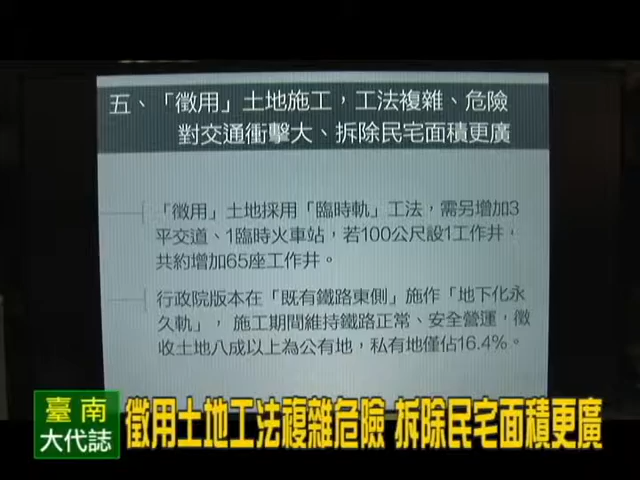 五、「徵用」土地施工，工法複雜、危險
對交通衝擊大、拆除民宅面積更廣
「徵用」土地採用「臨時軌」工法，需另增加3
平交道、1臨時火車站，若100公尺設1工作井，
共約增加65座工作井。
行政院版本在「既有鐵路東側」施作「地下化永
久軌」， 施工期間維持鐵路正常、安全營運，徵
收土地八成以上為公有地，私有地僅佔16.4%。
臺南
大代誌
徵用土地工法複雜危險 拆除民宅面積更廣